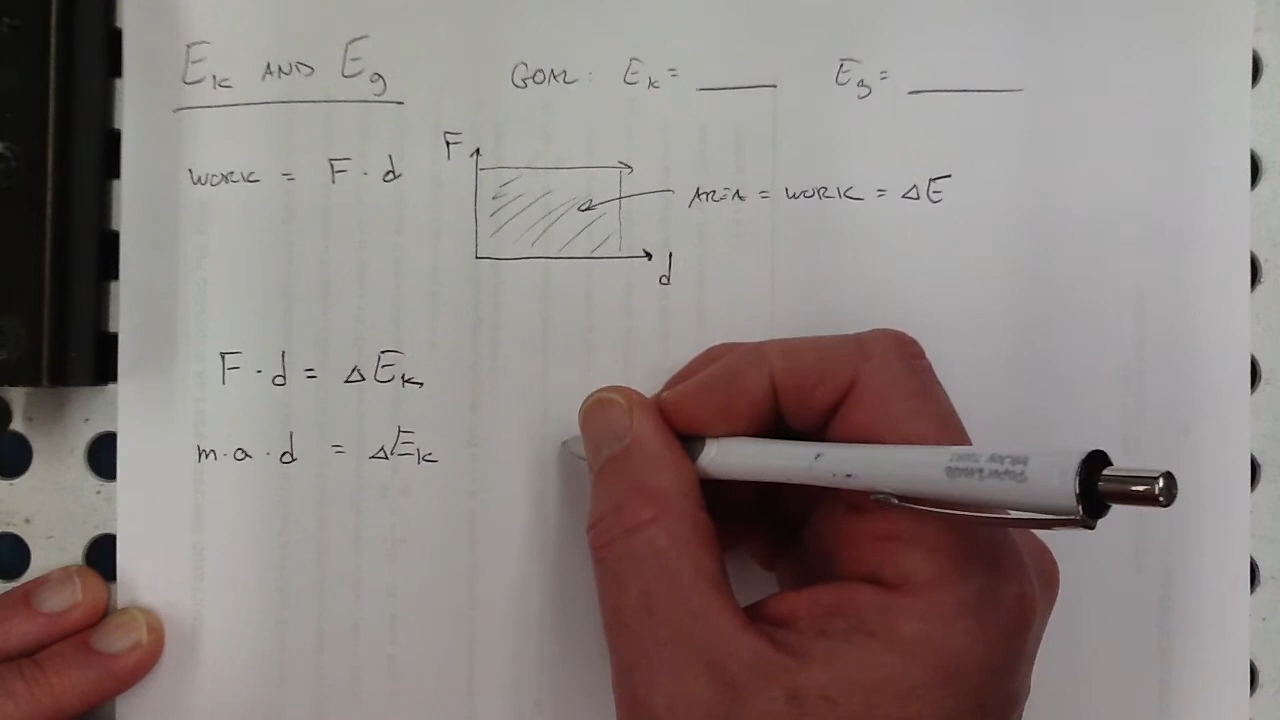 Ek AND Eg
GOAL: Ek = ____ Eg = ____
WORK = F · d
F
AREA = WORK = ΔE
d
F · d = ΔEk
m · a · d = ΔEk